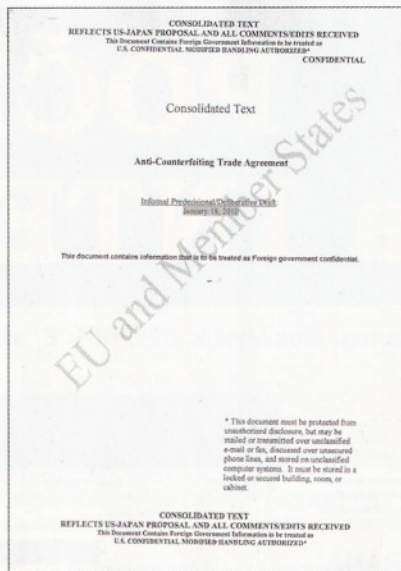 CONSOLIDATED TEXT
REFLECTS US-JAPAN PROPOSAL AND ALL COMMENTS/EDITS RECEIVED
This Document Contains Foreign Government Information to be treated as
U.S. CONFIDENTIAL MODIFIED HANDLING AUTHORIZED*
CONFIDENTIAL
Consolidated Text
Anti-Counterfeiting Trade Agreement
Informal Predecisional/Deliberative Draft
January 18, 2010
This document contains information that is to be treated as Foreign government confidential.
EU and Member States
* This document must be protected from
unauthorized disclosure, but may be
mailed or transmitted over unclassified
e-mail or fax, discussed over unsecured
phone lines, and stored on unclassified
computer systems. It must be stored in a
locked or secured building, room, or
cabinet.
CONSOLIDATED TEXT
REFLECTS US-JAPAN PROPOSAL AND ALL COMMENTS/EDITS RECEIVED
This Document Contains Foreign Government Information to be treated as
U.S. CONFIDENTIAL MODIFIED HANDLING AUTHORIZED*